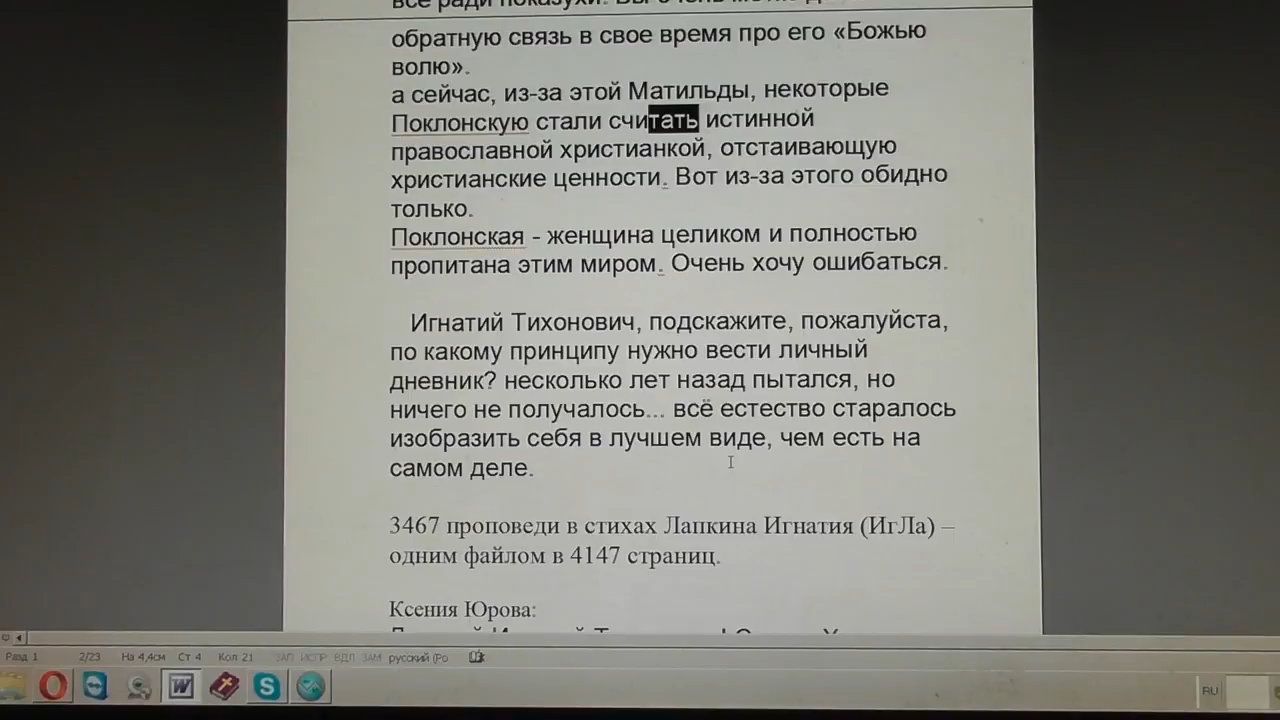 все ради показухи.
обратную связь в свое время про его «Божью
волю».
а сейчас, из-за этой Матильды, некоторые
Поклонскую стали считать истинной
православной христианкой, отстаивающую
христианские ценности. Вот из-за этого обидно
только.
Поклонская - женщина целиком и полностью
пропитана этим миром. Очень хочу ошибаться.
Игнатий Тихонович, подскажите, пожалуйста,
по какому принципу нужно вести личный
дневник? несколько лет назад пытался, но
ничего не получалось... всё естество старалось
изобразить себя в лучшем виде, чем есть на
самом деле.
3467 проповеди в стихах Лапкина Игнатия (ИгЛа) –
одним файлом в 4147 страниц.
Ксения Юрова:
Разд 1 2/23 На 4,4см Ст 4 Кол 21 ЗАП ИСПР ВДЛ ЗАМ русский (Ро
RU